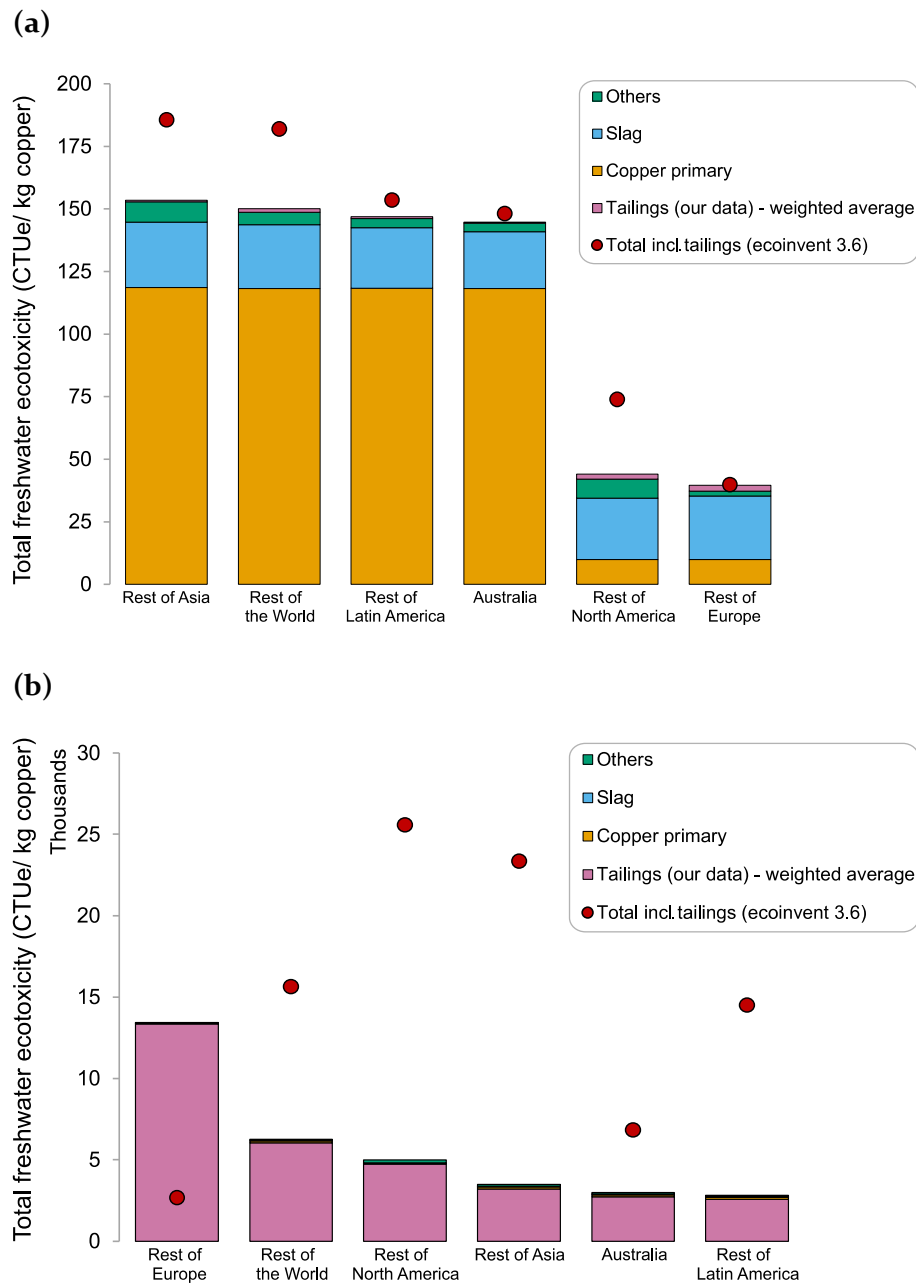 (a)
Total freshwater ecotoxicity (CTUe/ kg copper)
200
175
150
125
100
75
50
25
0
Others
Slag
Copper primary
Tailings (our data) - weighted average
Total incl. tailings (ecoinvent 3.6)
Rest of Asia
Rest of
the World
Rest of
Latin America
Australia
Rest of
North America
Rest of
Europe
(b)
Total freshwater ecotoxicity (CTUe/ kg copper)
Thousands
30
25
20
15
10
5
0
Others
Slag
Copper primary
Tailings (our data) - weighted average
Total incl. tailings (ecoinvent 3.6)
Rest of
Europe
Rest of
the World
Rest of
North America
Rest of Asia
Australia
Rest of
Latin America